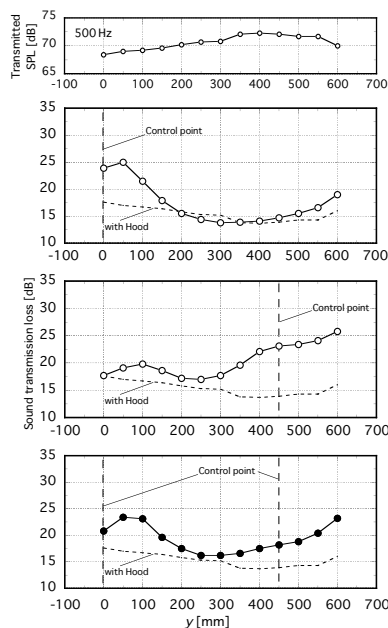 Transmitted
SPL [dB]
75
70
65
500 Hz
-100 0 100 200 300 400 500 600 700
35
30
25
20
15
10
Control point
with Hood
-100 0 100 200 300 400 500 600 700
Sound transmission loss [dB]
35
30
25
20
15
10
Control point
with Hood
-100 0 100 200 300 400 500 600 700
35
30
25
20
15
10
Control point
with Hood
-100 0 100 200 300 400 500 600 700
y [mm]